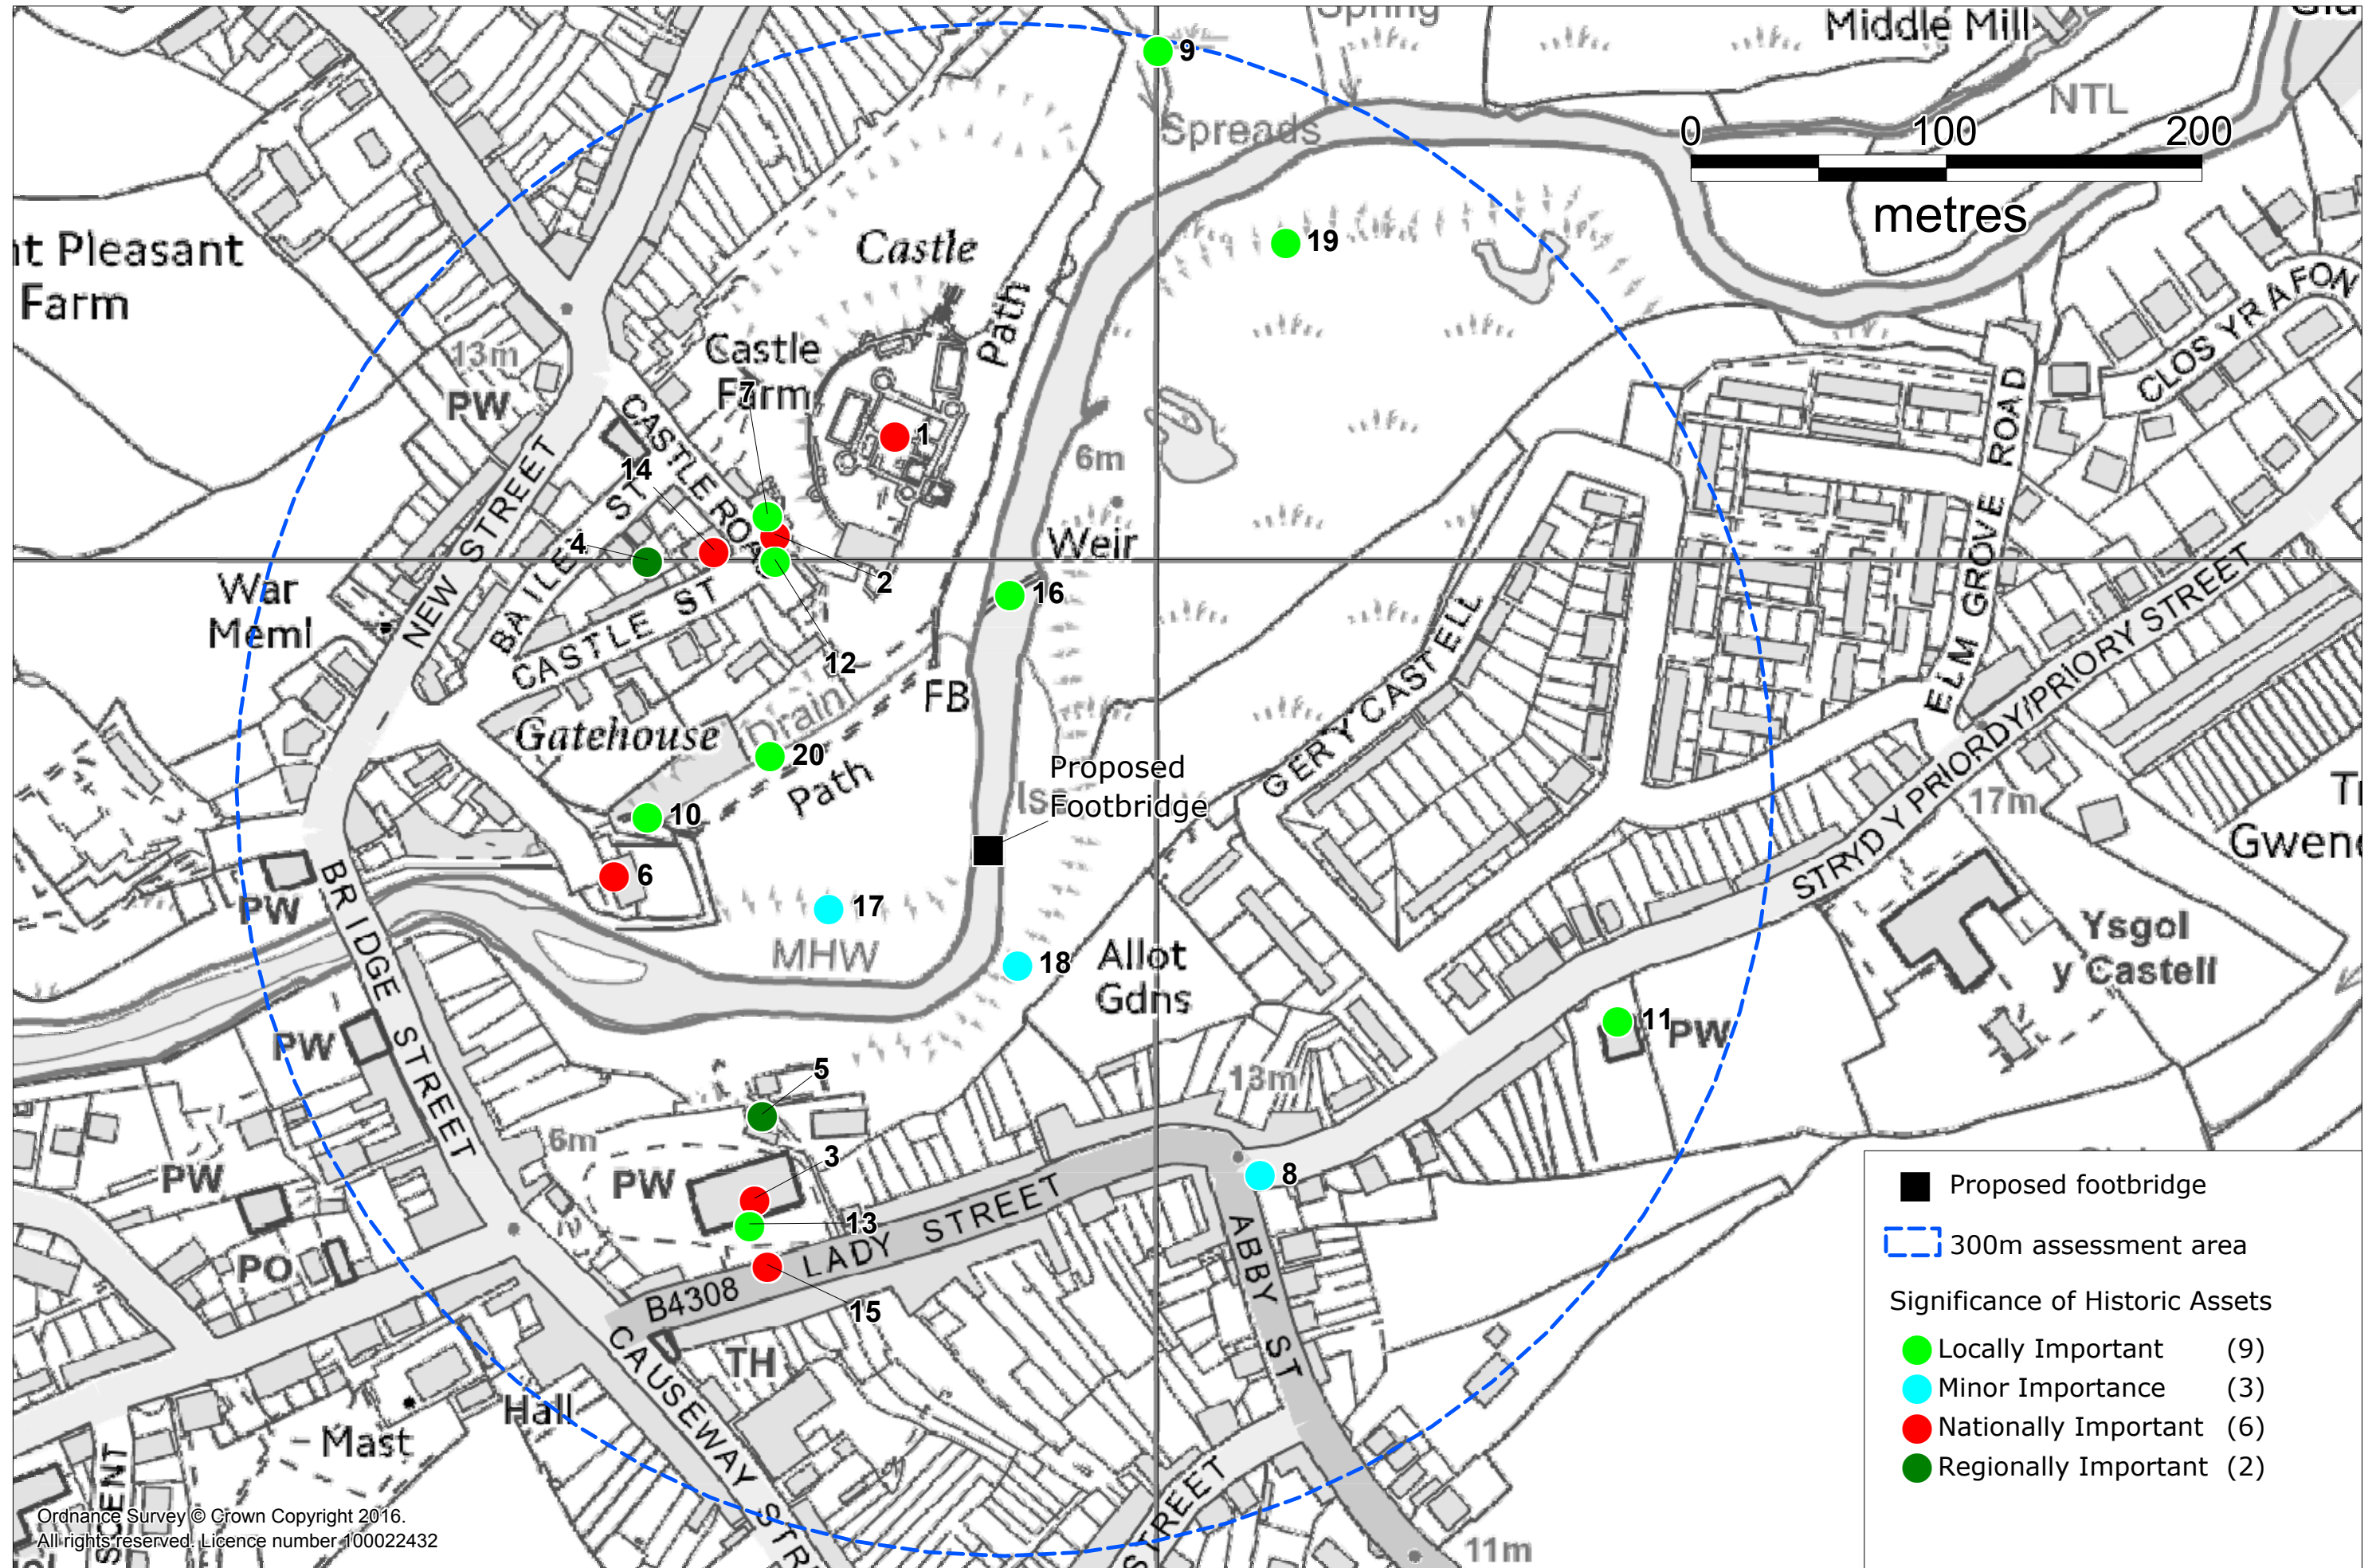 Spring
Middle Mill
9
NTL
Spreads
0 100 200
metres
19
nt Pleasant
Farm
Castle
Path
CLOS YR AFON
13m
PW
Castle
Farm
7
1
CASTLE ROAD
6m
ELM GROVE ROAD
14
NEW STREET
BAILEY ST
4
Weir
2
16
War
Meml
CASTLE ST
12
FB
GERY CASTELL
STRYD Y PRIORDY/PRIORY STREET
Gatehouse
Drain
20
Path
Proposed
Footbridge
10
17m
Gwen
6
PW
BRIDGE STREET
17
MHW
18
Allot
Gdns
Ysgol
y Castell
11
PW
PW
5
13m
6m
3
PW
PW
8
13
LADY STREET
ABBY ST
PO
B4308
15
CAUSEWAY STR
TH
Hall
Mast
STREET
11m
Proposed footbridge
300m assessment area
Significance of Historic Assets
Locally Important (9)
Minor Importance (3)
Nationally Important (6)
Regionally Important (2)
Ordnance Survey © Crown Copyright 2016.
All rights reserved. Licence number 100022432